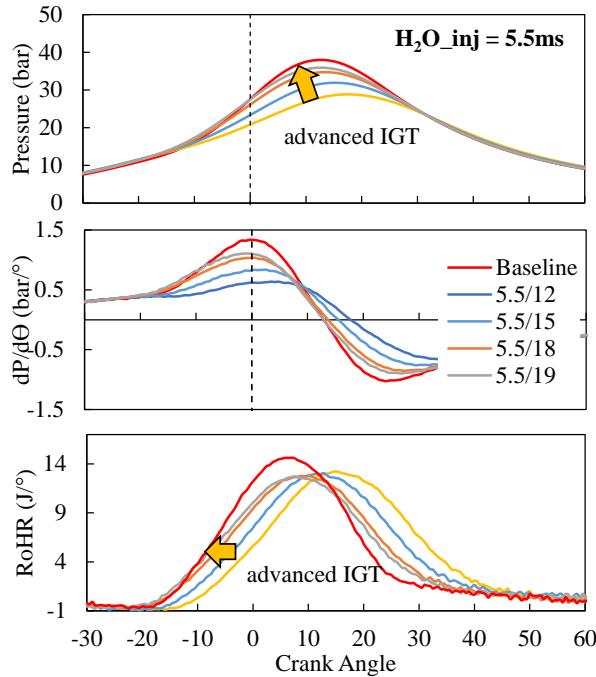 H₂O_inj = 5.5ms
50
40
30
20
10
0
Pressure (bar)
advanced IGT
1.5
0.5
-0.5
-1.5
dP/dΘ (bar/°)
Baseline
5.5/12
5.5/15
5.5/18
5.5/19
14
9
4
-1
RoHR (J/°)
advanced IGT
-30 -20 -10 0 10 20 30 40 50 60
Crank Angle